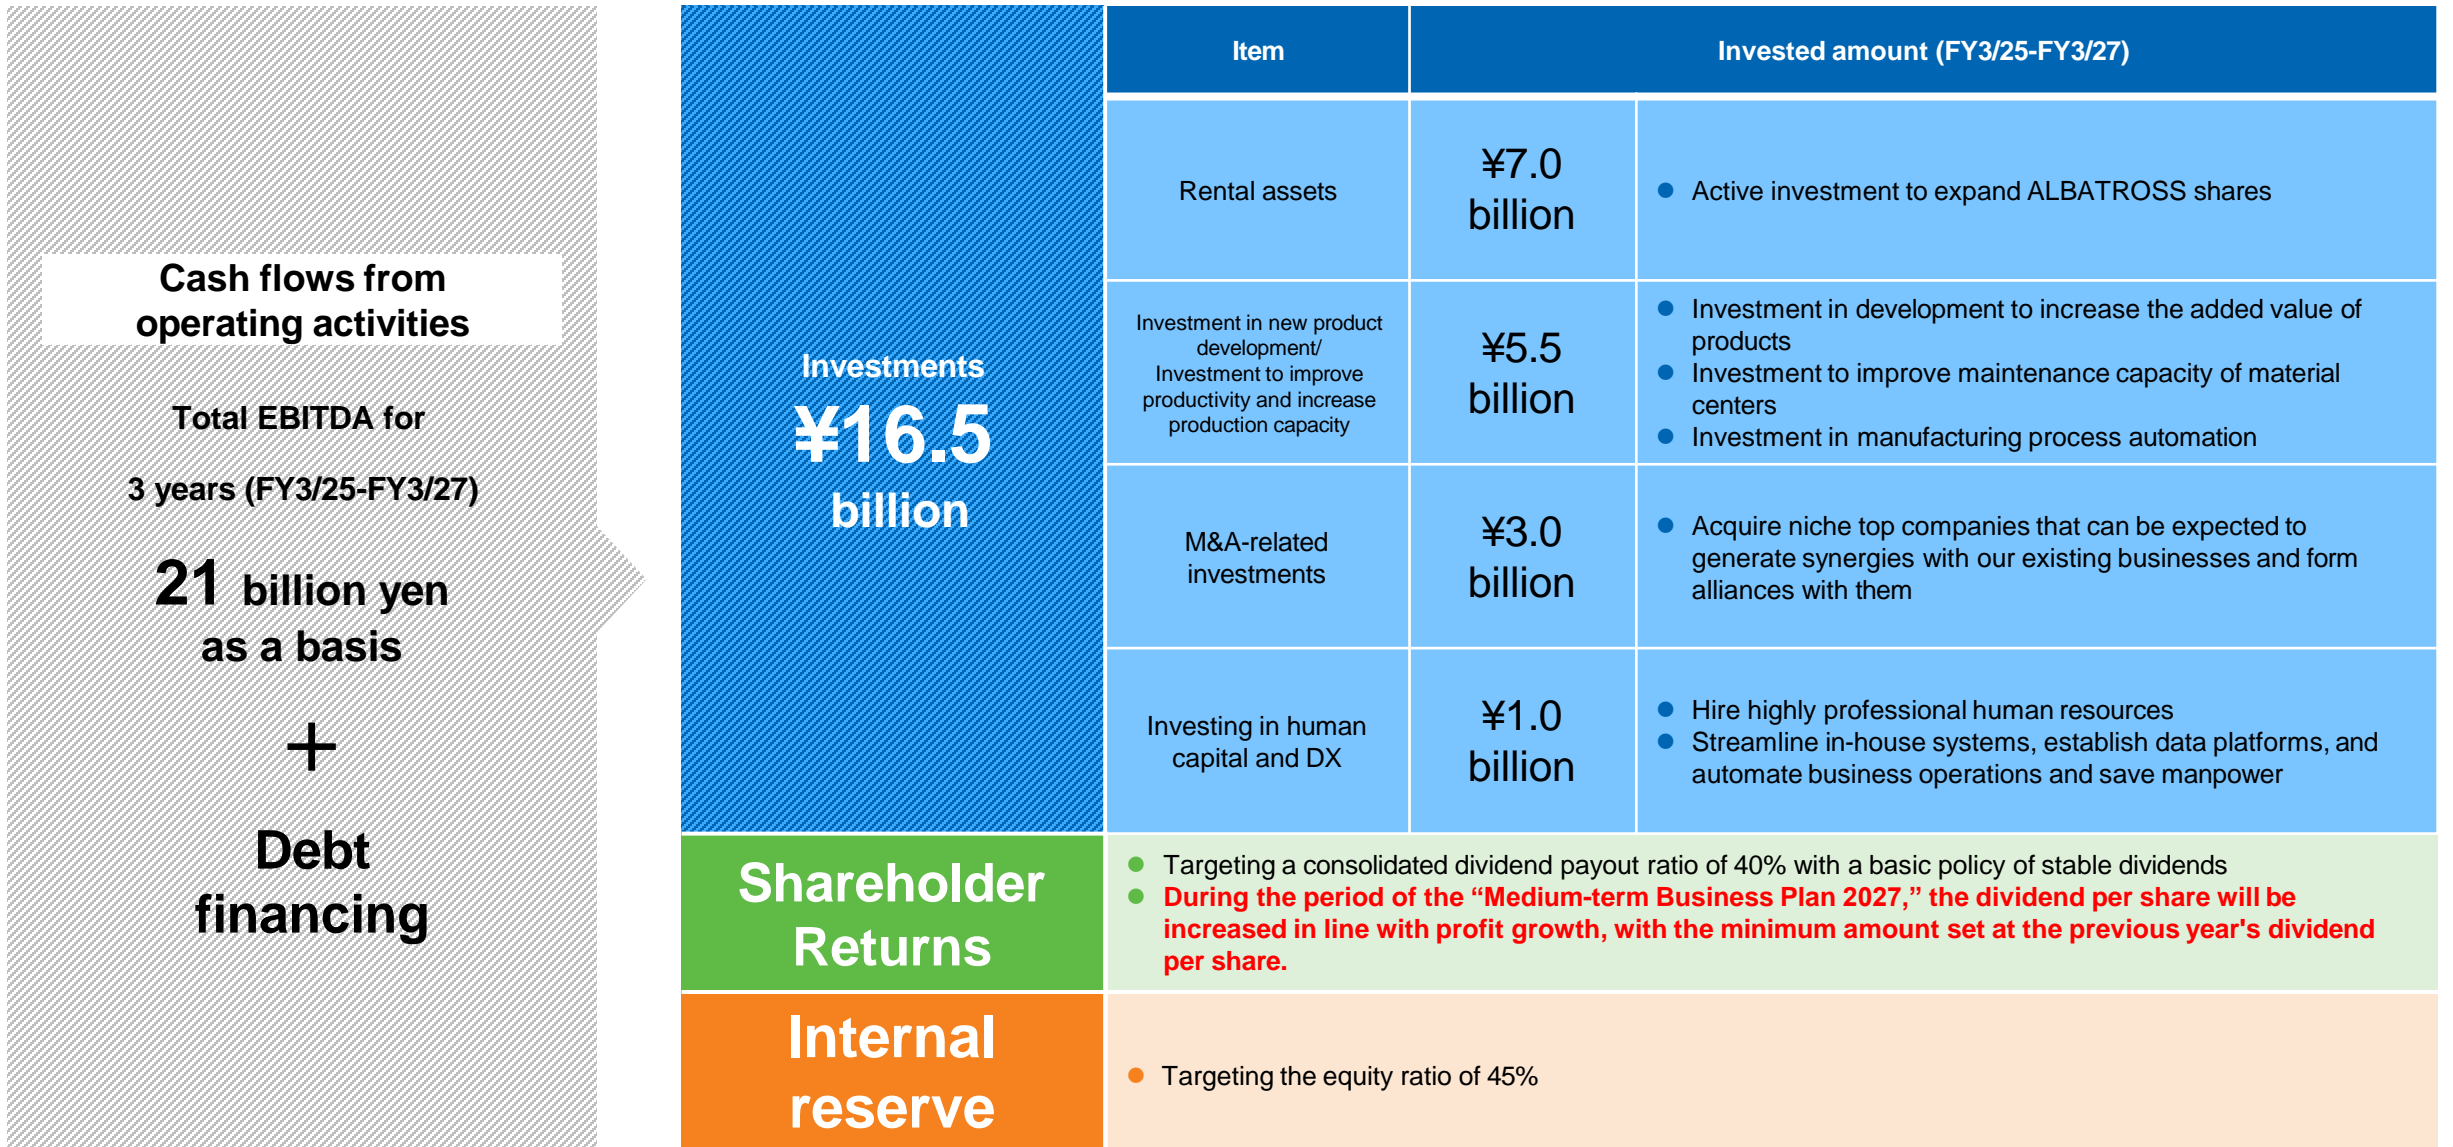 Cash flows from
operating activities
Total EBITDA for
3 years (FY3/25-FY3/27)
21 billion yen
as a basis
+
Debt
financing
Investments
¥16.5
billion
Item
Invested amount (FY3/25-FY3/27)
Rental assets
¥7.0
billion
● Active investment to expand ALBATROSS shares
Investment in new product
development/
Investment to improve
productivity and increase
production capacity
¥5.5
billion
● Investment in development to increase the added value of
products
● Investment to improve maintenance capacity of material
centers
● Investment in manufacturing process automation
M&A-related
investments
¥3.0
billion
● Acquire niche top companies that can be expected to
generate synergies with our existing businesses and form
alliances with them
Investing in human
capital and DX
¥1.0
billion
● Hire highly professional human resources
● Streamline in-house systems, establish data platforms, and
automate business operations and save manpower
Shareholder
Returns
● Targeting a consolidated dividend payout ratio of 40% with a basic policy of stable dividends
● During the period of the “Medium-term Business Plan 2027,” the dividend per share will be
increased in line with profit growth, with the minimum amount set at the previous year's dividend
per share.
Internal
reserve
● Targeting the equity ratio of 45%